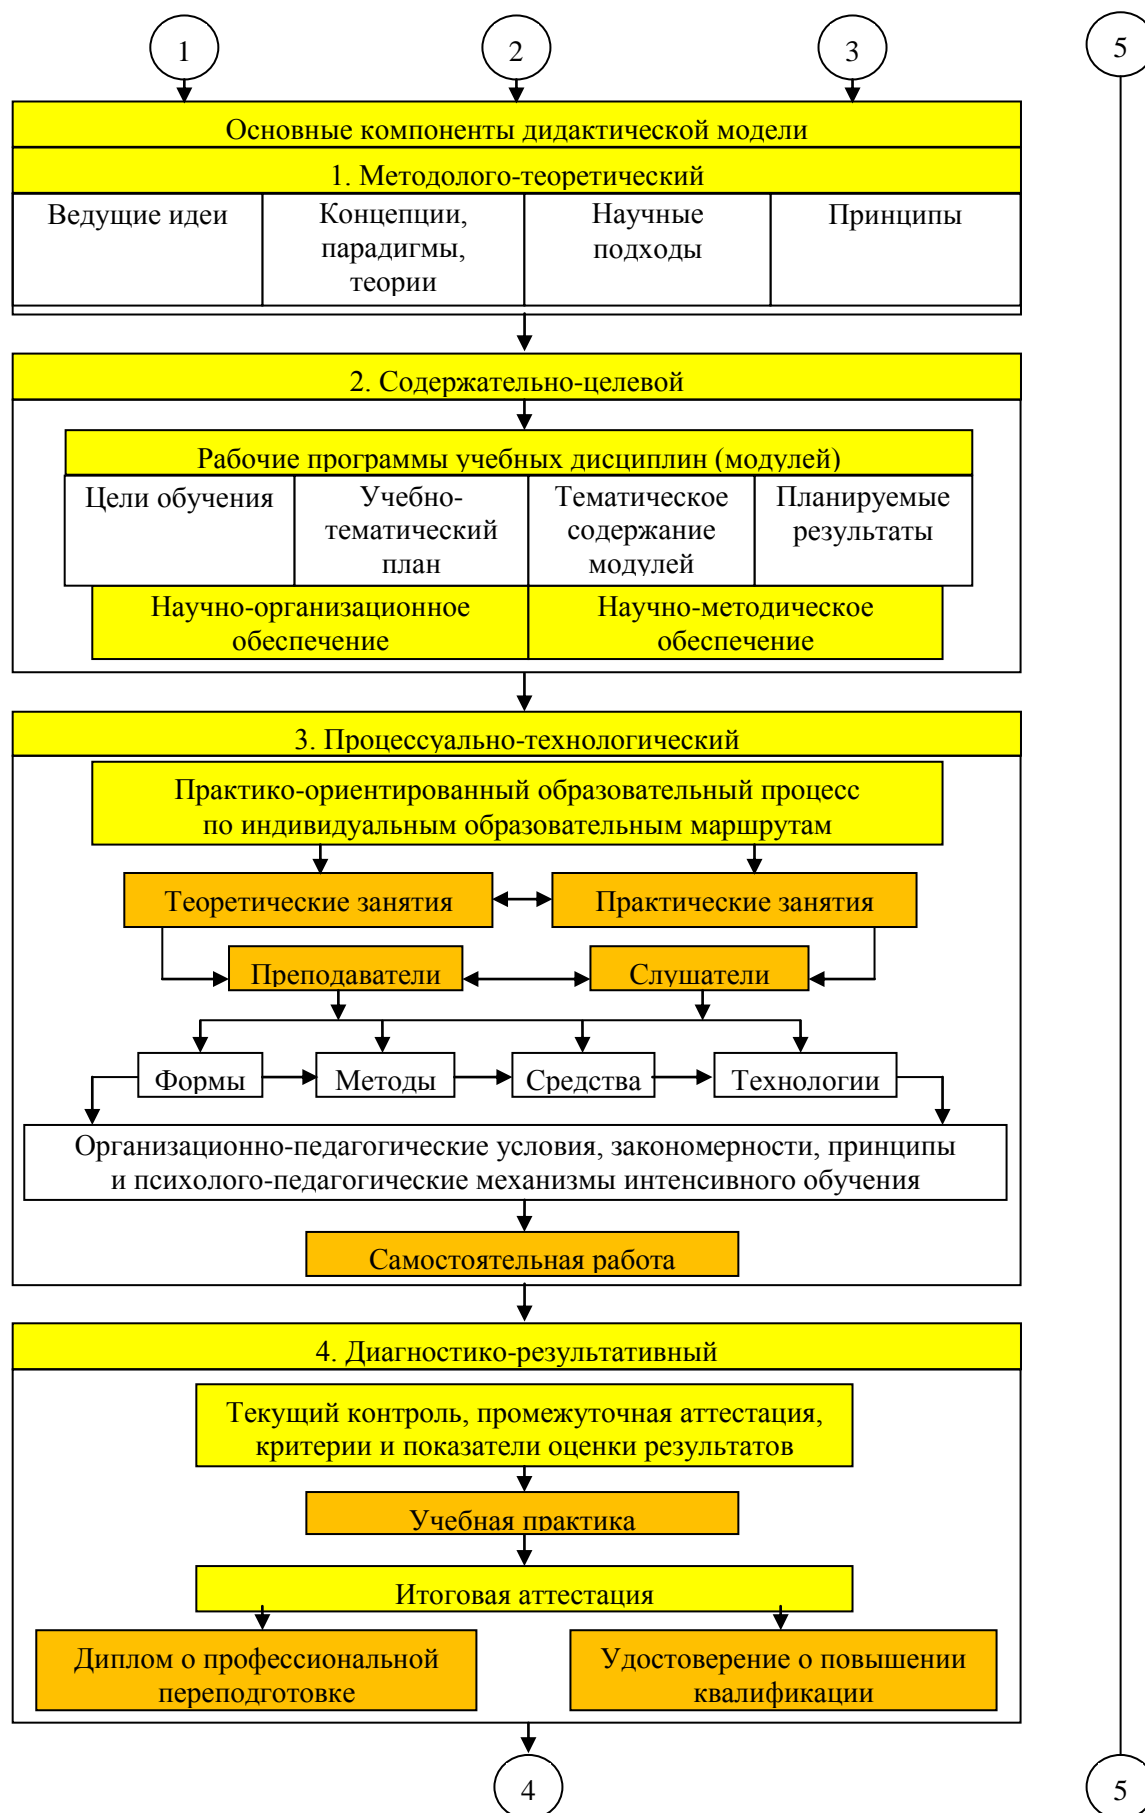 1
2
3
5
Основные компоненты дидактической модели
1. Методолого-теоретический
Ведущие идеи
Концепции,
парадигмы,
теории
Научные
подходы
Принципы
2. Содержательно-целевой
Рабочие программы учебных дисциплин (модулей)
Цели обучения
Учебно-
тематический
план
Тематическое
содержание
модулей
Планируемые
результаты
Научно-организационное
обеспечение
Научно-методическое
обеспечение
3. Процессуально-технологический
Практико-ориентированный образовательный процесс
по индивидуальным образовательным маршрутам
Теоретические занятия
Практические занятия
Преподаватели
Слушатели
Формы
Методы
Средства
Технологии
Организационно-педагогические условия, закономерности, принципы
и психолого-педагогические механизмы интенсивного обучения
Самостоятельная работа
4. Диагностико-результативный
Текущий контроль, промежуточная аттестация,
критерии и показатели оценки результатов
Учебная практика
Итоговая аттестация
Диплом о профессиональной
переподготовке
Удостоверение о повышении
квалификации
4
5